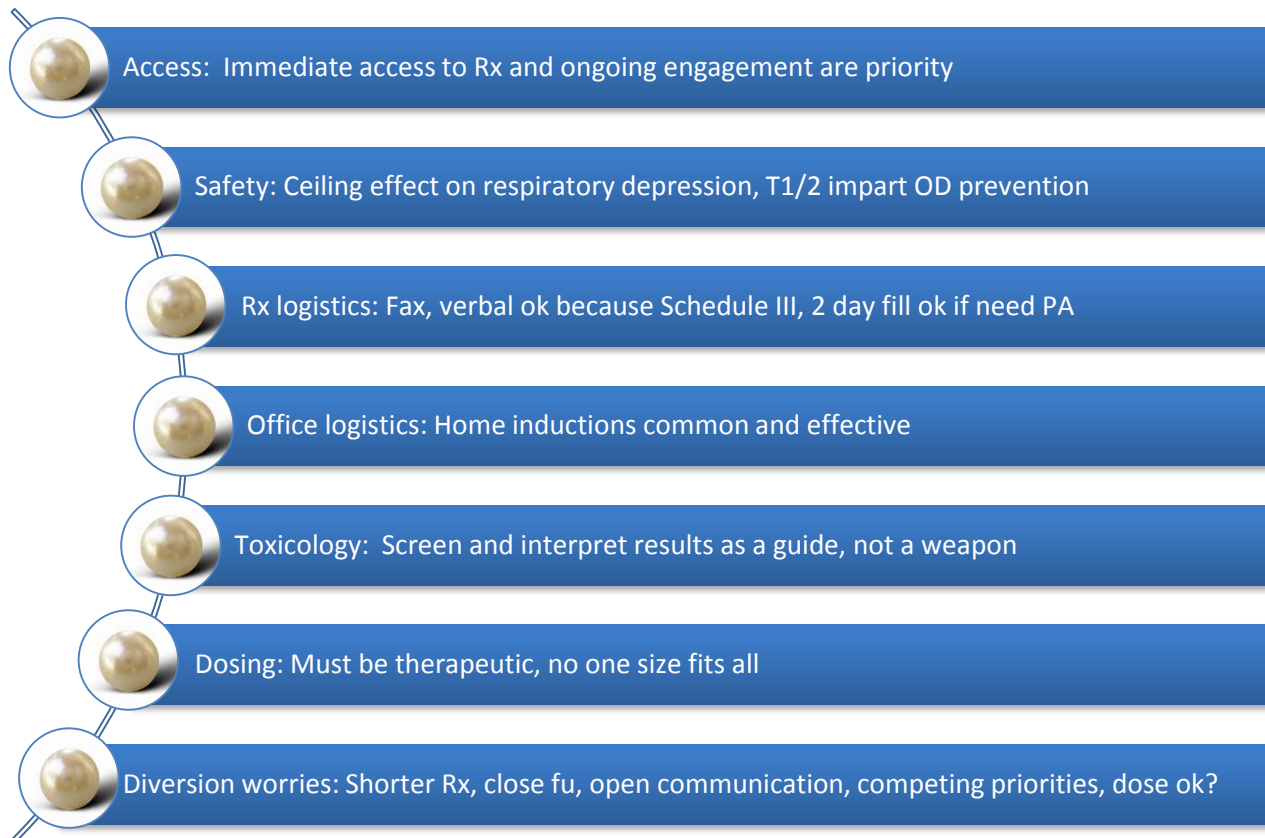 Access:  Immediate access to Rx and ongoing engagement are priority
Safety: Ceiling effect on respiratory depression, T1/2 impart OD prevention
Rx logistics: Fax, verbal ok because Schedule III, 2 day fill ok if need PA
Office logistics: Home inductions common and effective
Toxicology:  Screen and interpret results as a guide, not a weapon
Dosing: Must be therapeutic, no one size fits all
Diversion worries: Shorter Rx, close fu, open communication, competing priorities, dose ok?